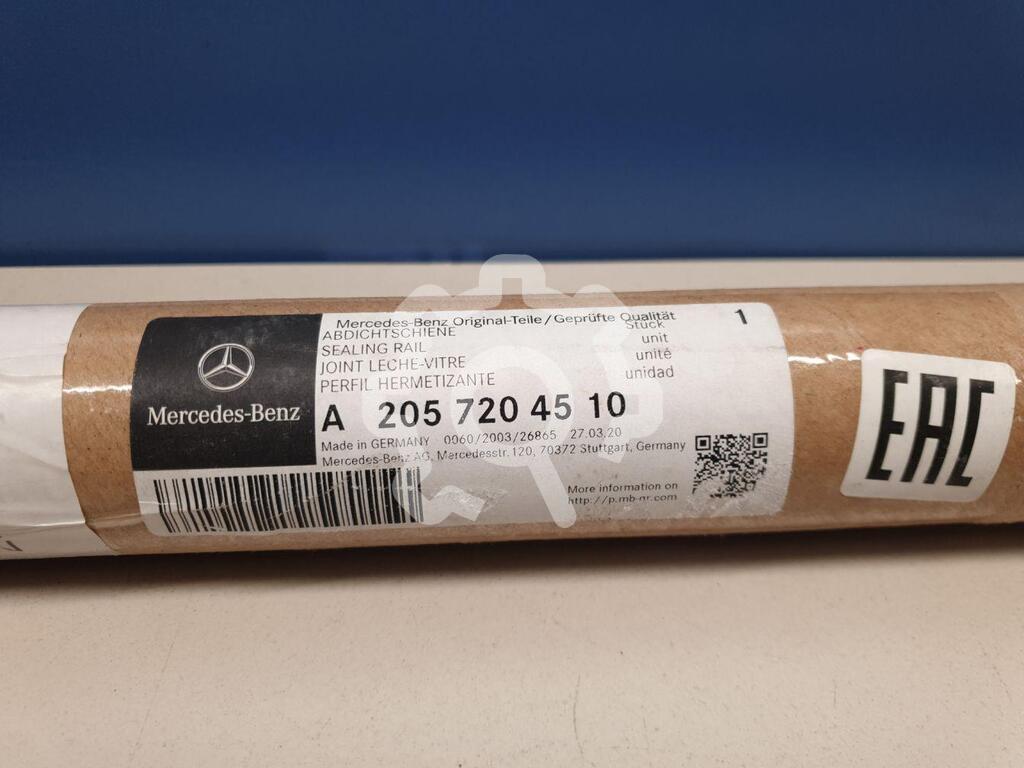 Mercedes-Benz Original-Teile/Geprüfte Qualität
ABDICHTSCHIENE Stück 1
SEALING RAIL unit
JOINT LECHE-VITRE unité
PERFIL HERMETIZANTE unidad
Mercedes-Benz
A 205 720 45 10
Made in GERMANY 0060/2003/26865 27.03.20
Mercedes-Benz AG, Mercedesstr. 120, 70372 Stuttgart, Germany
More information on
http://p.mb-qr.com
EAC